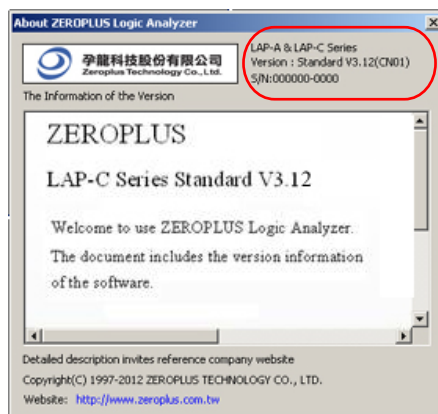 About ZEROPLUS Logic Analyzer
孕龍科技股份有限公司
Zeroplus Technology Co., Ltd.
LAP-A & LAP-C Series
Version : Standard V3.12(CN01)
S/N:000000-0000
The Information of the Version
ZEROPLUS
LAP-C Series Standard V3.12
Welcome to use ZEROPLUS Logic Analyzer.
The document includes the version information
of the software.
Detailed description invites reference company website
Copyright(C) 1997-2012 ZEROPLUS TECHNOLOGY CO., LTD.
Website: http://www.zeroplus.com.tw